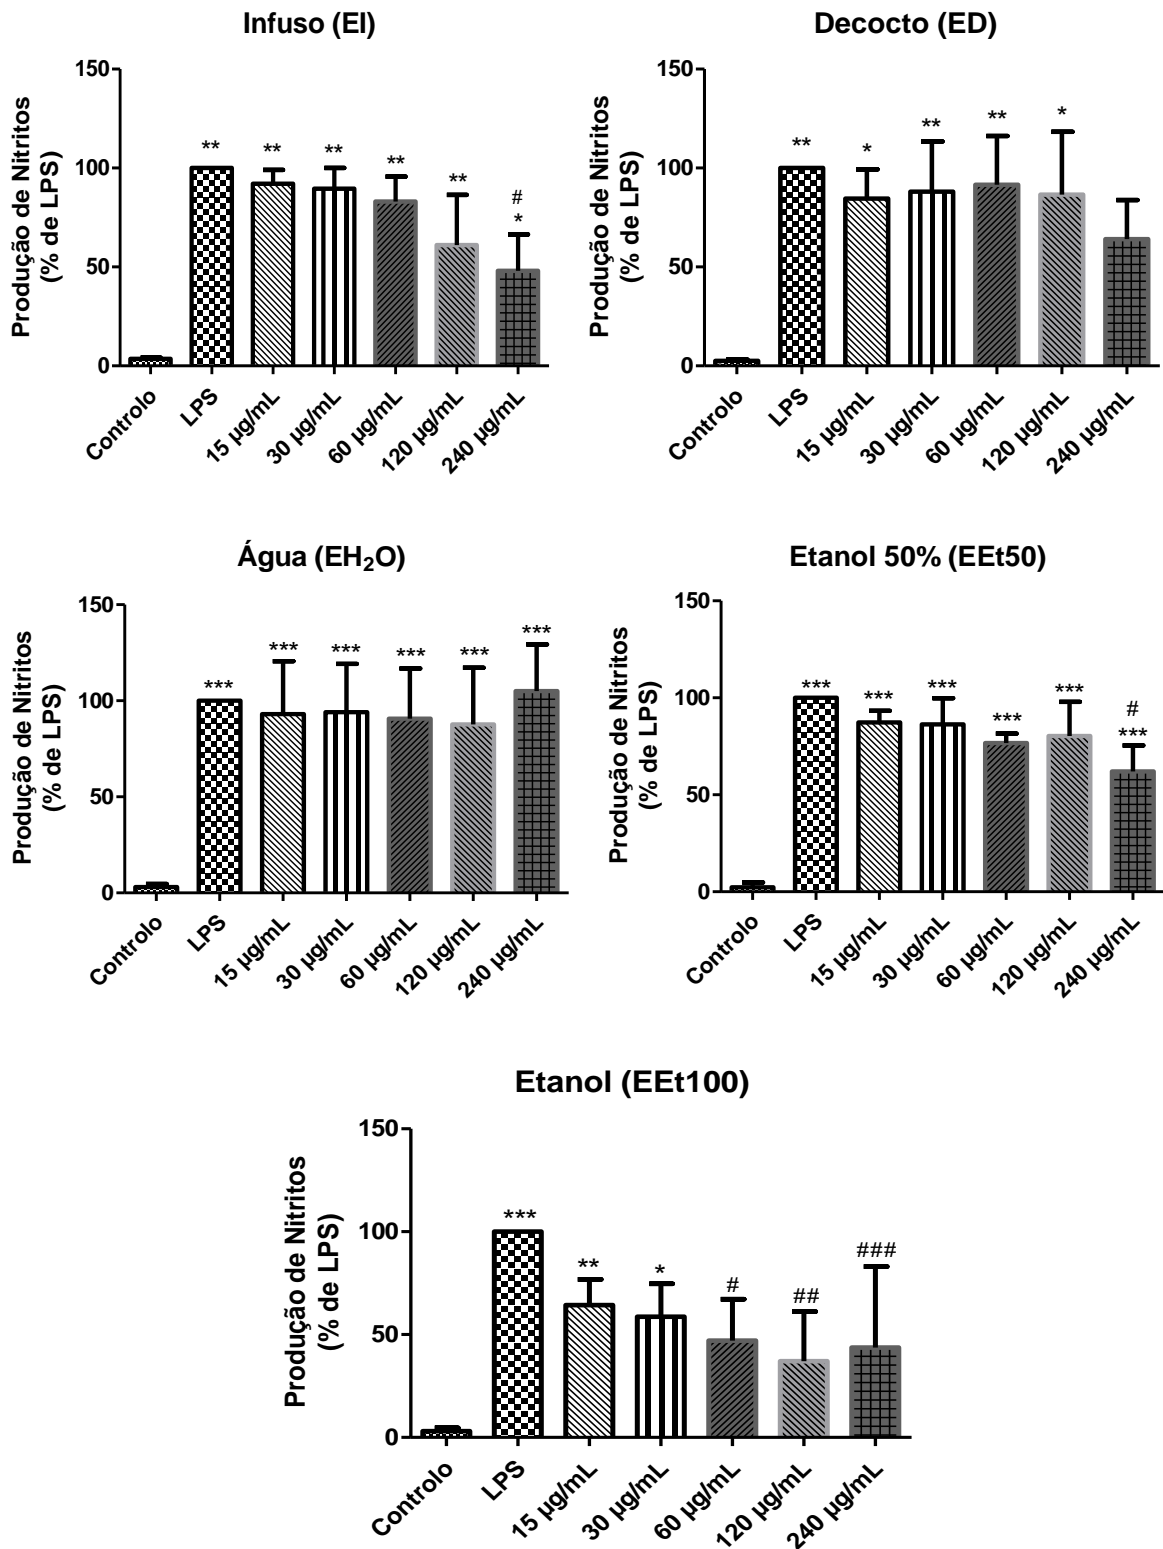 Infuso (EI)
Produção de Nitritos
(% de LPS)
150
100
50
0
**
**
**
**
**
#
*
Controlo
LPS
15 µg/mL
30 µg/mL
60 µg/mL
120 µg/mL
240 µg/mL
Decocto (ED)
Produção de Nitritos
(% de LPS)
150
100
50
0
**
*
**
**
*
Controlo
LPS
15 µg/mL
30 µg/mL
60 µg/mL
120 µg/mL
240 µg/mL
Água (EH₂O)
Produção de Nitritos
(% de LPS)
150
100
50
0
***
***
***
***
***
***
Controlo
LPS
15 µg/mL
30 µg/mL
60 µg/mL
120 µg/mL
240 µg/mL
Etanol 50% (EEt50)
Produção de Nitritos
(% de LPS)
150
100
50
0
***
***
***
***
***
#
***
Controlo
LPS
15 µg/mL
30 µg/mL
60 µg/mL
120 µg/mL
240 µg/mL
Etanol (EEt100)
Produção de Nitritos
(% de LPS)
150
100
50
0
***
**
*
#
##
###
Controlo
LPS
15 µg/mL
30 µg/mL
60 µg/mL
120 µg/mL
240 µg/mL